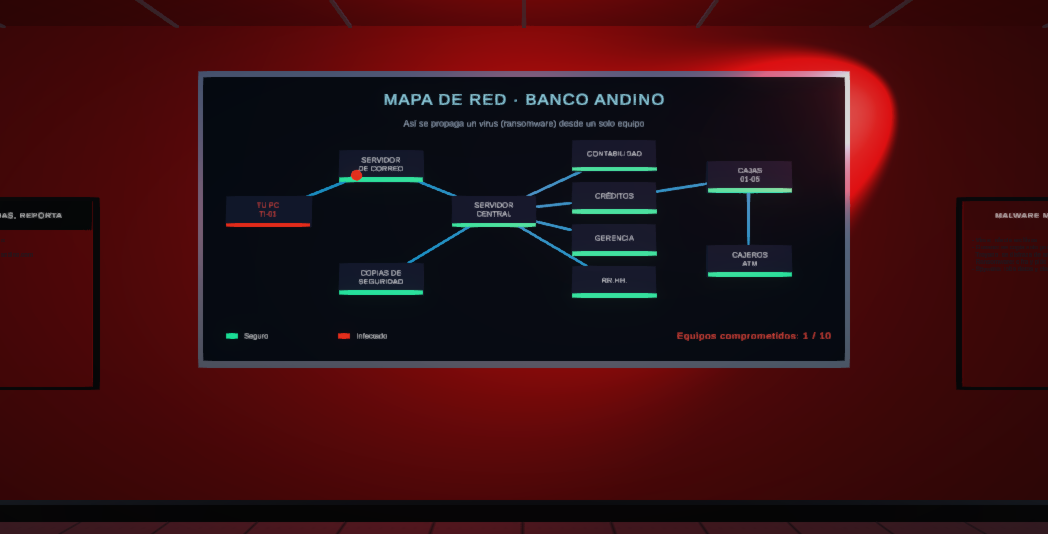 MAPA DE RED · BANCO ANDINO
Así se propaga un virus (ransomware) desde un solo equipo
CONTABILIDAD
SERVIDOR
DE CORREO
CAJAS
01-05
CRÉDITOS
TU PC
TI-01
SERVIDOR
CENTRAL
AS, REPORTA
MALWARE M
GERENCIA
CAJEROS
ATM
COPIAS DE
SEGURIDAD
RR.HH.
Seguro
Infectado
Equipos comprometidos: 1 / 10